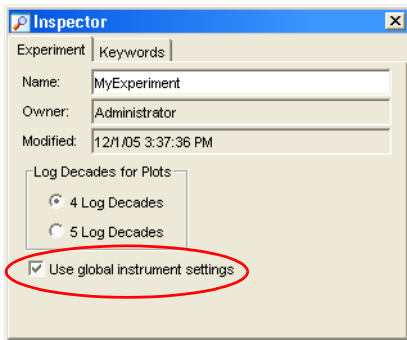 Inspector
Experiment Keywords
Name: MyExperiment
Owner: Administrator
Modified: 12/1/05 3:37:36 PM
Log Decades for Plots
4 Log Decades
5 Log Decades
Use global instrument settings